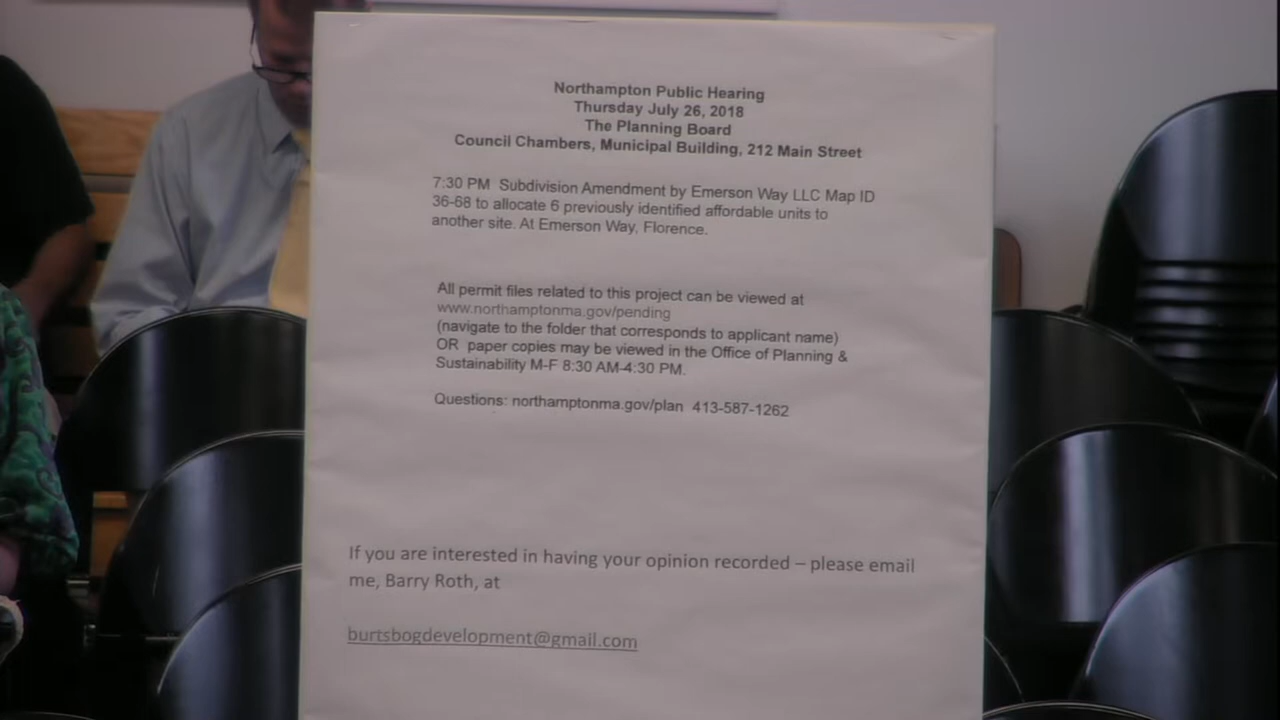 Northampton Public Hearing
Thursday July 26, 2018
The Planning Board
Council Chambers, Municipal Building, 212 Main Street
7:30 PM Subdivision Amendment by Emerson Way LLC Map ID
36-68 to allocate 6 previously identified affordable units to
another site. At Emerson Way, Florence.
All permit files related to this project can be viewed at
www.northamptonma.gov/pending
(navigate to the folder that corresponds to applicant name)
OR paper copies may be viewed in the Office of Planning &
Sustainability M-F 8:30 AM-4:30 PM.
Questions: northamptonma.gov/plan 413-587-1262
If you are interested in having your opinion recorded – please email
me, Barry Roth, at
burtsbogdevelopment@gmail.com